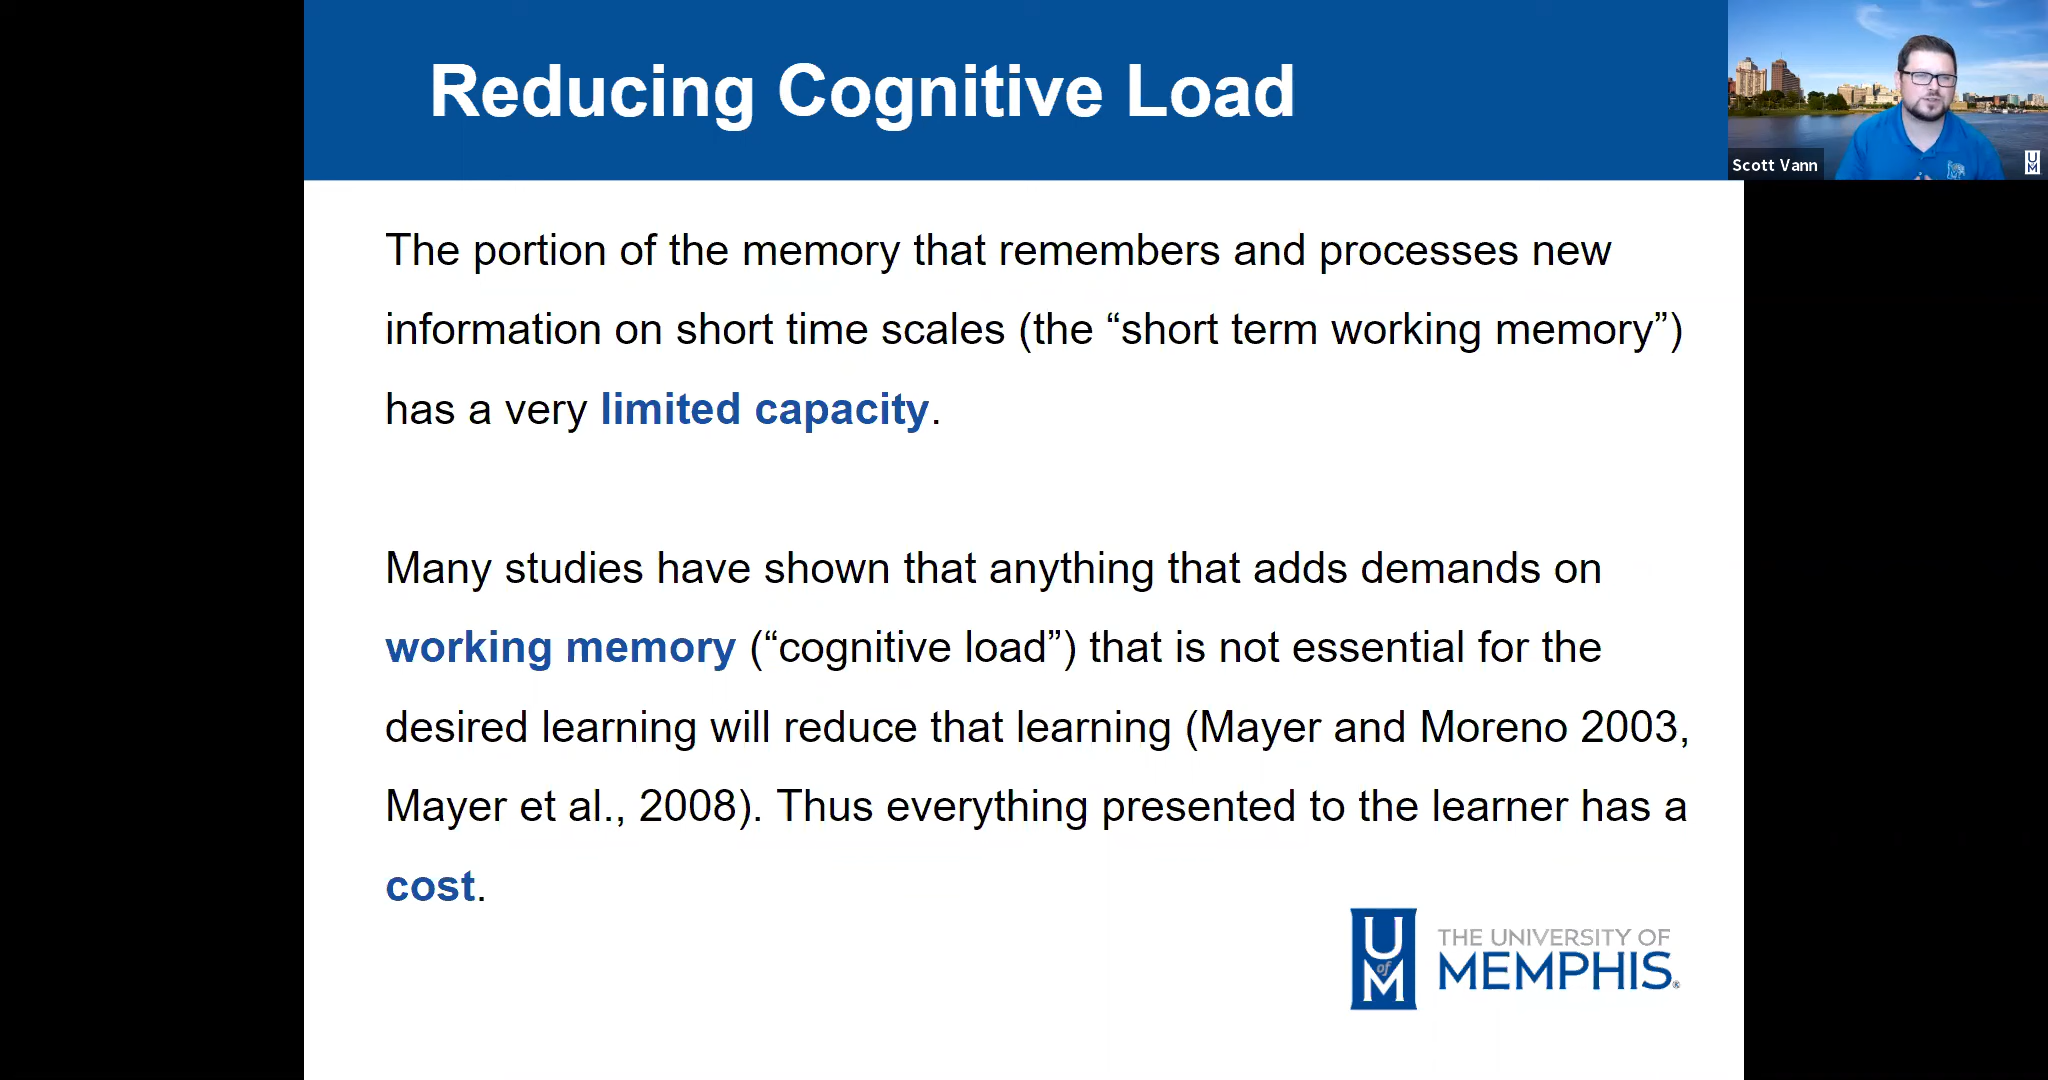 Reducing Cognitive Load
Scott Vann
U
M
The portion of the memory that remembers and processes new
information on short time scales (the “short term working memory”)
has a very limited capacity.
Many studies have shown that anything that adds demands on
working memory (“cognitive load”) that is not essential for the
desired learning will reduce that learning (Mayer and Moreno 2003,
Mayer et al., 2008). Thus everything presented to the learner has a
cost.
U
of
M
THE UNIVERSITY OF
MEMPHIS®